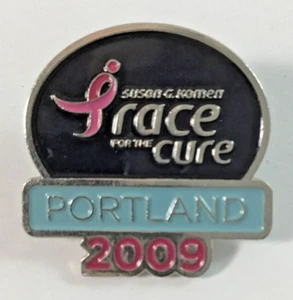 susan G. komen
race
FOR THE
cure
PORTLAND
2009